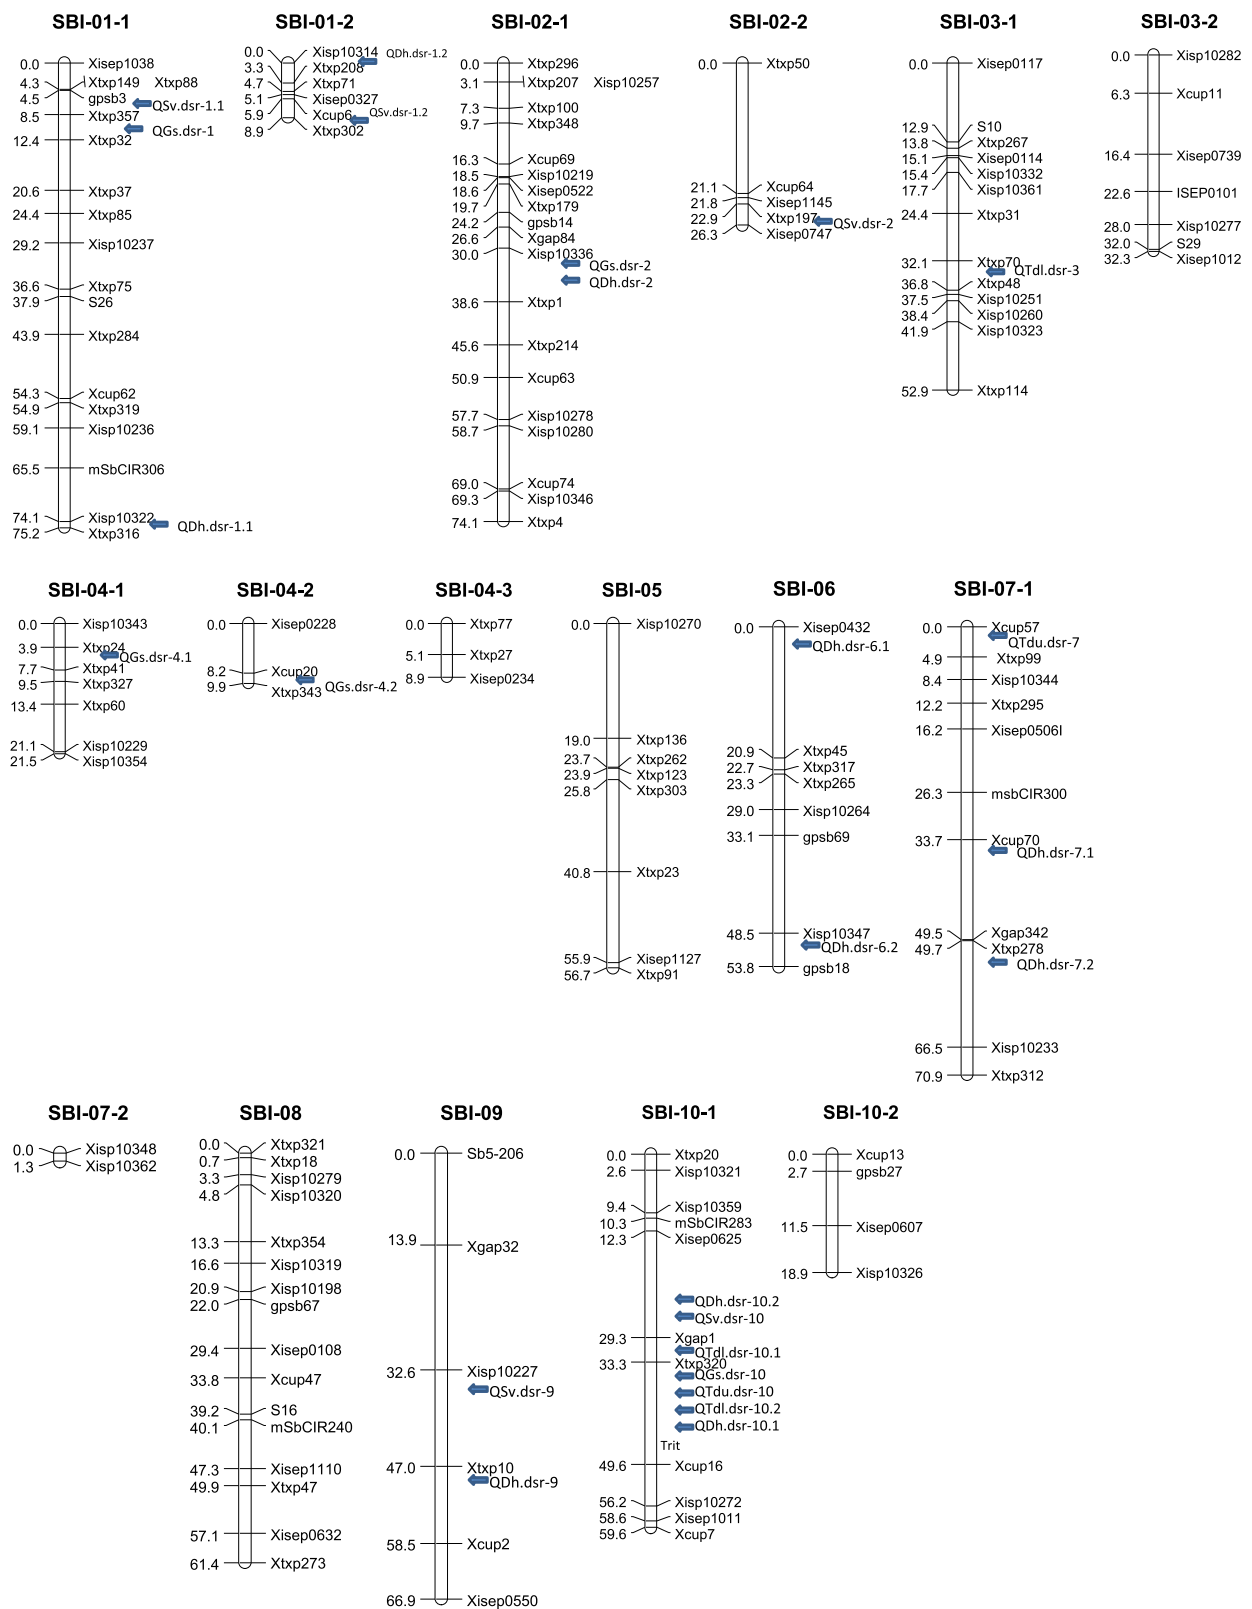 SBI-01-1
0.0 Xisep1038
4.3 Xtxp149 Xtxp88
4.5 gpsb3
QSv.dsr-1.1
8.5 Xtxp357
QGs.dsr-1
12.4 Xtxp32
20.6 Xtxp37
24.4 Xtxp85
29.2 Xisp10237
36.6 Xtxp75
37.9 S26
43.9 Xtxp284
54.3 Xcup62
54.9 Xtxp319
59.1 Xisp10236
65.5 mSbCIR306
74.1 Xisp10322
QDh.dsr-1.1
75.2 Xtxp316
SBI-01-2
0.0 Xisp10314
QDh.dsr-1.2
3.3 Xtxp208
4.7 Xtxp71
5.1 Xisep0327
5.9 Xcup6
QSv.dsr-1.2
8.9 Xtxp302
SBI-02-1
0.0 Xtxp296
3.1 Xtxp207 Xisp10257
7.3 Xtxp100
9.7 Xtxp348
16.3 Xcup69
18.5 Xisp10219
18.6 Xisep0522
19.7 Xtxp179
24.2 gpsb14
26.6 Xgap84
30.0 Xisp10336
QGs.dsr-2
QDh.dsr-2
38.6 Xtxp1
45.6 Xtxp214
50.9 Xcup63
57.7 Xisp10278
58.7 Xisp10280
69.0 Xcup74
69.3 Xisp10346
74.1 Xtxp4
SBI-02-2
0.0 Xtxp50
21.1 Xcup64
21.8 Xisep1145
22.9 Xtxp197
QSv.dsr-2
26.3 Xisep0747
SBI-03-1
0.0 Xisep0117
12.9 S10
13.8 Xtxp267
15.1 Xisep0114
15.4 Xisp10332
17.7 Xisp10361
24.4 Xtxp31
32.1 Xtxp70
QTdl.dsr-3
36.8 Xtxp48
37.5 Xisp10251
38.4 Xisp10260
41.9 Xisp10323
52.9 Xtxp114
SBI-03-2
0.0 Xisp10282
6.3 Xcup11
16.4 Xisep0739
22.6 ISEP0101
28.0 Xisp10277
32.0 S29
32.3 Xisep1012
SBI-04-1
0.0 Xisp10343
3.9 Xtxp24
QGs.dsr-4.1
7.7 Xtxp41
9.5 Xtxp327
13.4 Xtxp60
21.1 Xisp10229
21.5 Xisp10354
SBI-04-2
0.0 Xisep0228
8.2 Xcup20
QGs.dsr-4.2
9.9 Xtxp343
SBI-04-3
0.0 Xtxp77
5.1 Xtxp27
8.9 Xisep0234
SBI-05
0.0 Xisp10270
19.0 Xtxp136
23.7 Xtxp262
23.9 Xtxp123
25.8 Xtxp303
40.8 Xtxp23
55.9 Xisep1127
56.7 Xtxp91
SBI-06
0.0 Xisep0432
QDh.dsr-6.1
20.9 Xtxp45
22.7 Xtxp317
23.3 Xtxp265
29.0 Xisp10264
33.1 gpsb69
48.5 Xisp10347
QDh.dsr-6.2
53.8 gpsb18
SBI-07-1
0.0 Xcup57
QTdu.dsr-7
4.9 Xtxp99
8.4 Xisp10344
12.2 Xtxp295
16.2 Xisep0506I
26.3 msbCIR300
33.7 Xcup70
QDh.dsr-7.1
49.5 Xgap342
49.7 Xtxp278
QDh.dsr-7.2
66.5 Xisp10233
70.9 Xtxp312
SBI-07-2
0.0 Xisp10348
1.3 Xisp10362
SBI-08
0.0 Xtxp321
0.7 Xtxp18
3.3 Xisp10279
4.8 Xisp10320
13.3 Xtxp354
16.6 Xisp10319
20.9 Xisp10198
22.0 gpsb67
29.4 Xisep0108
33.8 Xcup47
39.2 S16
40.1 mSbCIR240
47.3 Xisep1110
49.9 Xtxp47
57.1 Xisep0632
61.4 Xtxp273
SBI-09
0.0 Sb5-206
13.9 Xgap32
32.6 Xisp10227
QSv.dsr-9
47.0 Xtxp10
QDh.dsr-9
58.5 Xcup2
66.9 Xisep0550
SBI-10-1
0.0 Xtxp20
2.6 Xisp10321
9.4 Xisp10359
10.3 mSbCIR283
12.3 Xisep0625
QDh.dsr-10.2
QSv.dsr-10
29.3 Xgap1
QTdl.dsr-10.1
33.3 Xtxp320
QGs.dsr-10
QTdu.dsr-10
QTdl.dsr-10.2
QDh.dsr-10.1
Trit
49.6 Xcup16
56.2 Xisp10272
58.6 Xisep1011
59.6 Xcup7
SBI-10-2
0.0 Xcup13
2.7 gpsb27
11.5 Xisep0607
18.9 Xisp10326